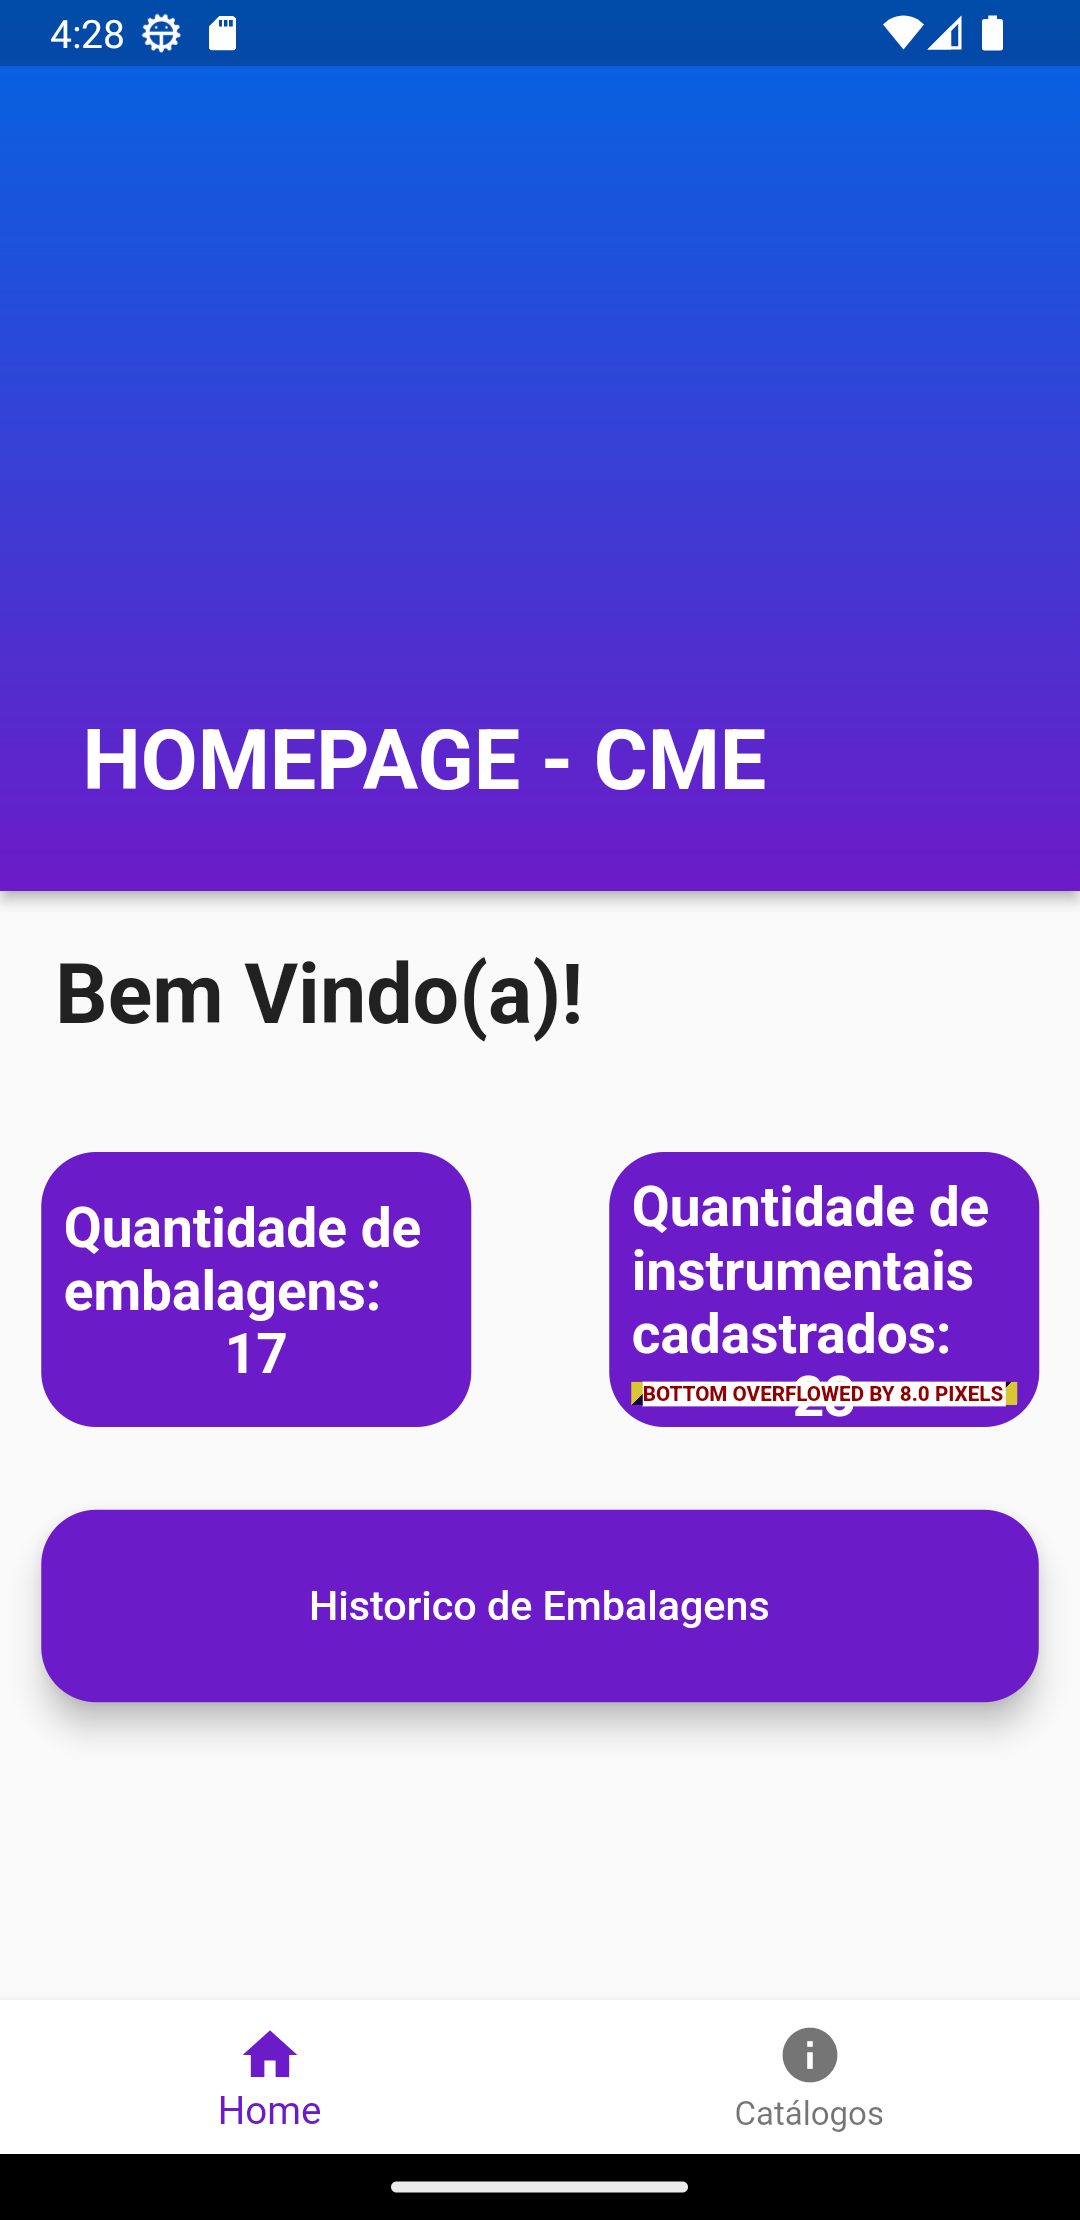 4:28
HOMEPAGE - CME
Bem Vindo(a)!
Quantidade de
embalagens:
17
Quantidade de
instrumentais
cadastrados:
BOTTOM OVERFLOWED BY 8.0 PIXELS
Historico de Embalagens
Home
Catálogos